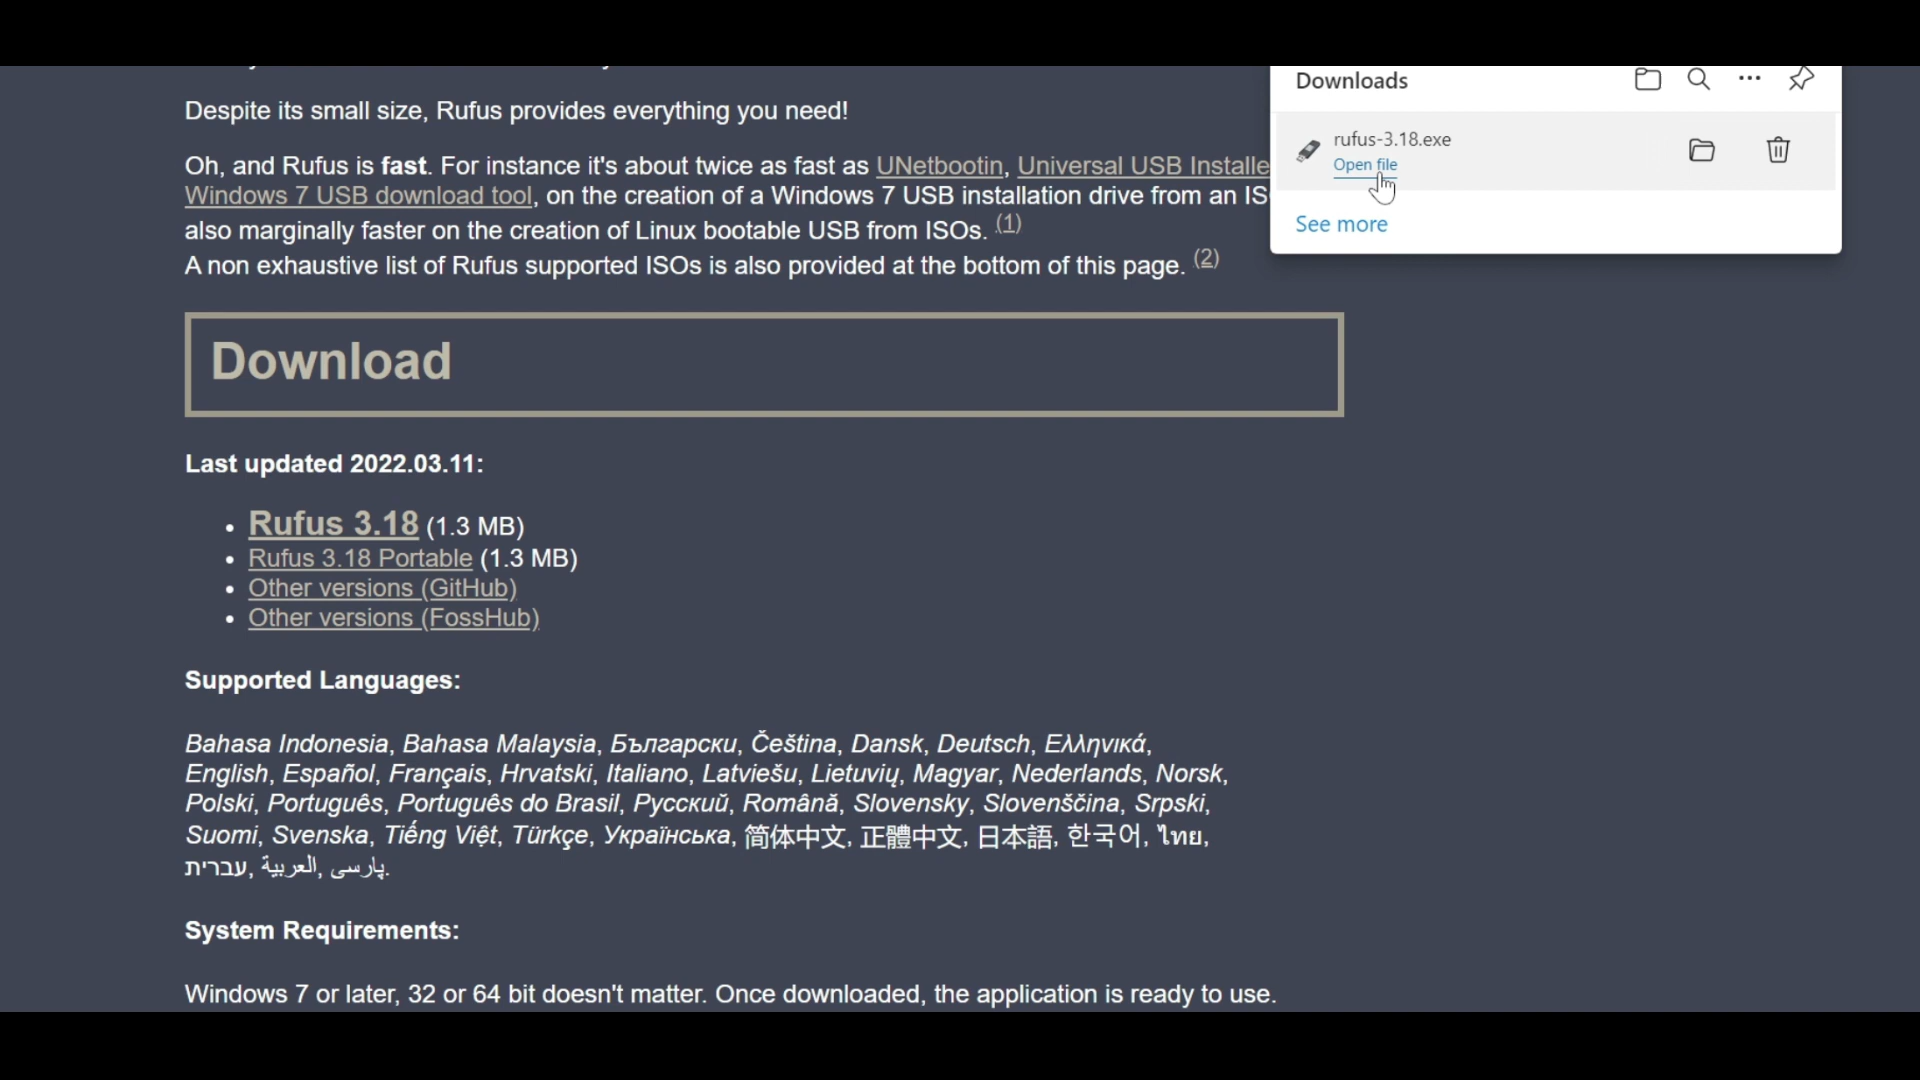 Despite its small size, Rufus provides everything you need!
Oh, and Rufus is fast. For instance it's about twice as fast as UNetbootin, Universal USB Installe
Windows 7 USB download tool, on the creation of a Windows 7 USB installation drive from an IS
also marginally faster on the creation of Linux bootable USB from ISOs. (1)
A non exhaustive list of Rufus supported ISOs is also provided at the bottom of this page. (2)
Downloads
rufus-3.18.exe
Open file
See more
Download
Last updated 2022.03.11:
• Rufus 3.18 (1.3 MB)
• Rufus 3.18 Portable (1.3 MB)
• Other versions (GitHub)
• Other versions (FossHub)
Supported Languages:
Bahasa Indonesia, Bahasa Malaysia, Български, Čeština, Dansk, Deutsch, Ελληνικά,
English, Español, Français, Hrvatski, Italiano, Latviešu, Lietuvių, Magyar, Nederlands, Norsk,
Polski, Português, Português do Brasil, Русский, Română, Slovensky, Slovenščina, Srpski,
Suomi, Svenska, Tiếng Việt, Türkçe, Українська, 简体中文, 正體中文, 日本語, 한국어, ไทย,
עברית, العربية, پارسی.
System Requirements:
Windows 7 or later, 32 or 64 bit doesn't matter. Once downloaded, the application is ready to use.